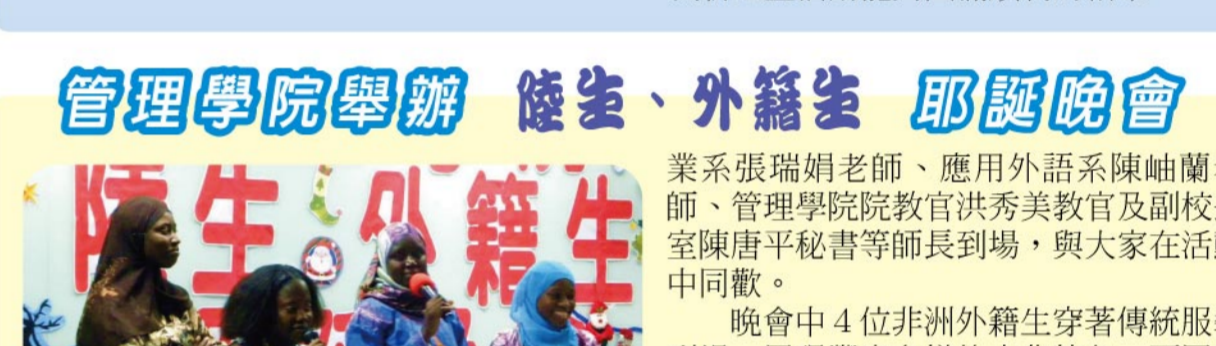 管理學院舉辦 陸生、外籍生 耶誕晚會
陸生 外籍生
業系張瑞娟老師、應用外語系陳岫蘭
師、管理學院院教官洪秀美教官及副校
室陳唐平秘書等師長到場，與大家在活
中同歡。
晚會中4位非洲外籍生穿著傳統服